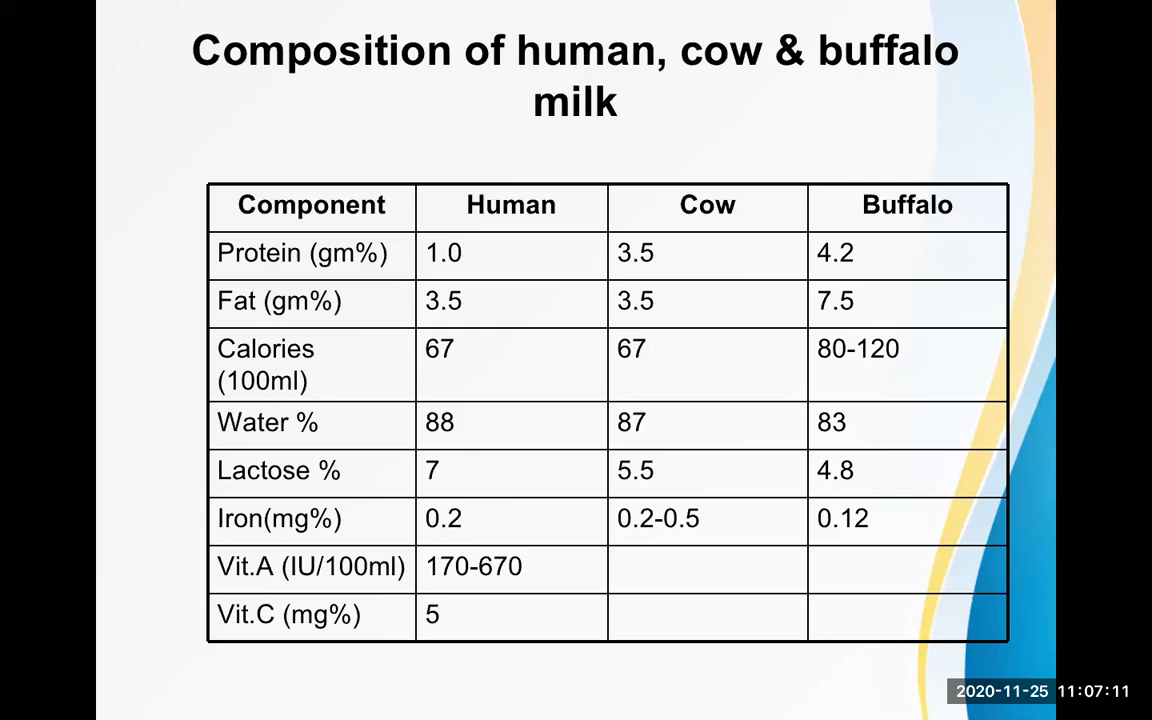 Composition of human, cow & buffalo
milk
Component Human Cow Buffalo
Protein (gm%) 1.0 3.5 4.2
Fat (gm%) 3.5 3.5 7.5
Calories 67 67 80-120
(100ml)
Water % 88 87 83
Lactose % 7 5.5 4.8
Iron(mg%) 0.2 0.2-0.5 0.12
Vit.A (IU/100ml) 170-670
Vit.C (mg%) 5
2020-11-25 11:07:11